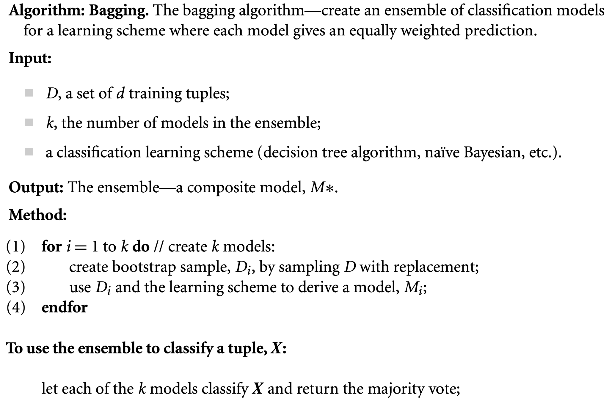 Algorithm: Bagging. The bagging algorithm—create an ensemble of classification models
for a learning scheme where each model gives an equally weighted prediction.
Input:
D, a set of d training tuples;
k, the number of models in the ensemble;
a classification learning scheme (decision tree algorithm, naïve Bayesian, etc.).
Output: The ensemble—a composite model, M∗.
Method:
(1) for i = 1 to k do // create k models:
(2) create bootstrap sample, Di, by sampling D with replacement;
(3) use Di and the learning scheme to derive a model, Mi;
(4) endfor
To use the ensemble to classify a tuple, X:
let each of the k models classify X and return the majority vote;